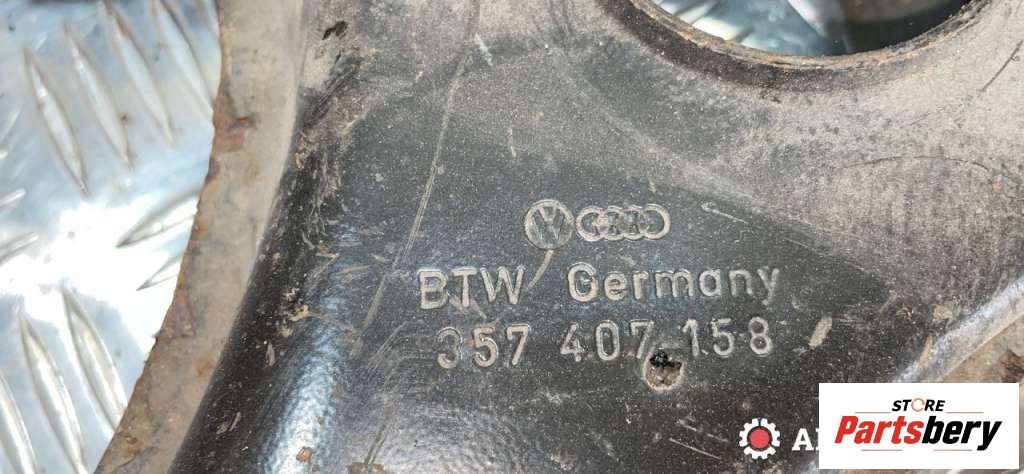 BTW Germany
357 407 158
STORE
Partsbery